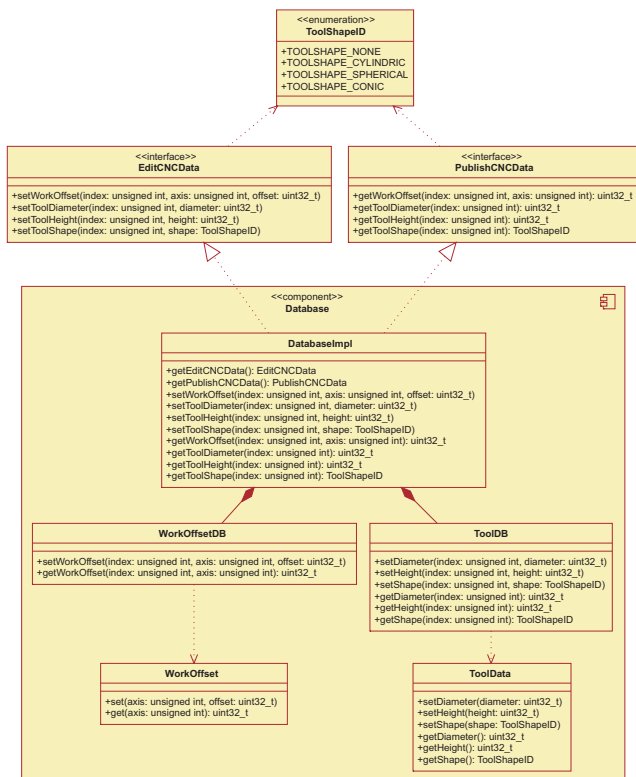 <<enumeration>>
ToolShapeID
+TOOLSHAPE_NONE
+TOOLSHAPE_CYLINDRIC
+TOOLSHAPE_SPHERICAL
+TOOLSHAPE_CONIC
<<interface>>
EditCNCData
+setWorkOffset(index: unsigned int, axis: unsigned int, offset: uint32_t)
+setToolDiameter(index: unsigned int, diameter: uint32_t)
+setToolHeight(index: unsigned int, height: uint32_t)
+setToolShape(index: unsigned int, shape: ToolShapeID)
<<interface>>
PublishCNCData
+getWorkOffset(index: unsigned int, axis: unsigned int): uint32_t
+getToolDiameter(index: unsigned int): uint32_t
+getToolHeight(index: unsigned int): uint32_t
+getToolShape(index: unsigned int): ToolShapeID
<<component>>
Database
DatabaseImpl
+getEditCNCData(): EditCNCData
+getPublishCNCData(): PublishCNCData
+setWorkOffset(index: unsigned int, axis: unsigned int, offset: uint32_t)
+setToolDiameter(index: unsigned int, diameter: uint32_t)
+setToolHeight(index: unsigned int, height: uint32_t)
+setToolShape(index: unsigned int, shape: ToolShapeID)
+getWorkOffset(index: unsigned int, axis: unsigned int): uint32_t
+getToolDiameter(index: unsigned int): uint32_t
+getToolHeight(index: unsigned int): uint32_t
+getToolShape(index: unsigned int): ToolShapeID
WorkOffsetDB
+setWorkOffset(index: unsigned int, axis: unsigned int, offset: uint32_t)
+getWorkOffset(index: unsigned int, axis: unsigned int): uint32_t
ToolDB
+setDiameter(index: unsigned int, diameter: uint32_t)
+setHeight(index: unsigned int, height: uint32_t)
+setShape(index: unsigned int, shape: ToolShapeID)
+getDiameter(index: unsigned int): uint32_t
+getHeight(index: unsigned int): uint32_t
+getShape(index: unsigned int): ToolShapeID
WorkOffset
+set(axis: unsigned int, offset: uint32_t)
+get(axis: unsigned int): uint32_t
ToolData
+setDiameter(diameter: uint32_t)
+setHeight(height: uint32_t)
+setShape(shape: ToolShapeID)
+getDiameter(): uint32_t
+getHeight(): uint32_t
+getShape(): ToolShapeID